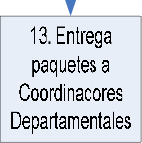 13. Entrega
paquetes a
Coordinacores
Departamentales